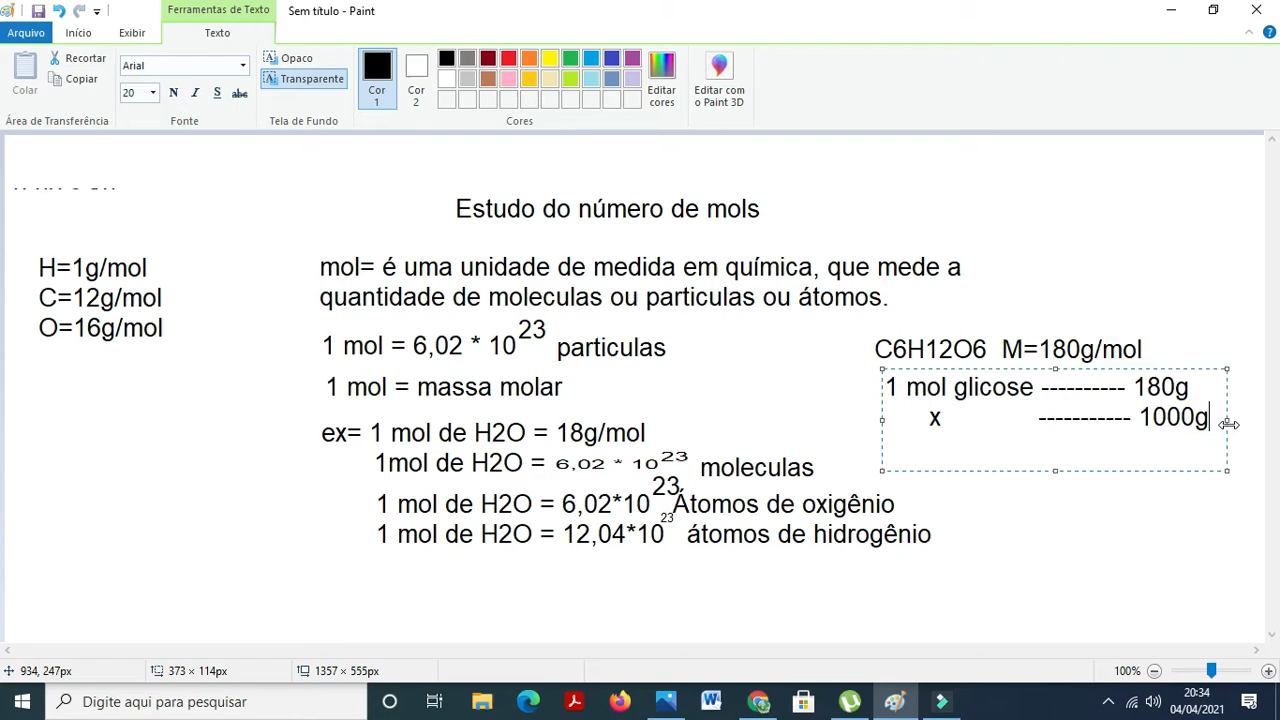 Ferramentas de Texto
Sem título - Paint
Arquivo
Início
Exibir
Texto
Colar
Recortar
Copiar
Área de Transferência
Arial
20
N I S abc
Fonte
Opaco
Transparente
Tela de Fundo
Cor 1
Cor 2
Editar cores
Cores
Editar com o Paint 3D
Estudo do número de mols
H=1g/mol
C=12g/mol
O=16g/mol
mol= é uma unidade de medida em química, que mede a
quantidade de moleculas ou particulas ou átomos.
1 mol = 6,02 * 10 23 particulas
1 mol = massa molar
ex= 1 mol de H2O = 18g/mol
1mol de H2O = 6,02 * 10 23 moleculas
1 mol de H2O = 6,02*10 23 Átomos de oxigênio
1 mol de H2O = 12,04*10 23 átomos de hidrogênio
C6H12O6 M=180g/mol
1 mol glicose ---------- 180g
x ----------- 1000g
934, 247px
373 × 114px
1357 × 555px
100%
Digite aqui para pesquisar
20:34
04/04/2021